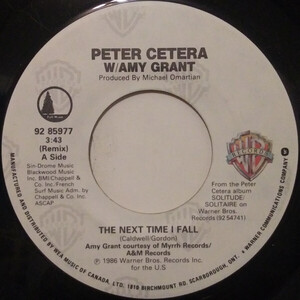 PETER CETERA
W/AMY GRANT
Produced By Michael Omartian
92 85977
3:43
(Remix)
A Side
Sin-Drome Music/
Blackwood Music
Inc. BMI:Chappell &
Co.-Inc./French
Surf Music Adm. by
Chappell & Co. Inc
ASCAP
WARNER BROS
RECORDS
From the Peter
Cetera album
SOLITUDE/
SOLITAIRE on
Warner Bros.
Records (92 54741)
THE NEXT TIME I FALL
(Caldwell/Gordon)
Amy Grant courtesy of Myrrh Records/
A&M Records
℗ 1986 Warner Bros. Records Inc.
for the U.S
MANUFACTURED AND DISTRIBUTED BY WEA MUSIC OF CANADA, LTD. 1810 BIRCHMOUNT RD., SCARBOROUGH, ONT.